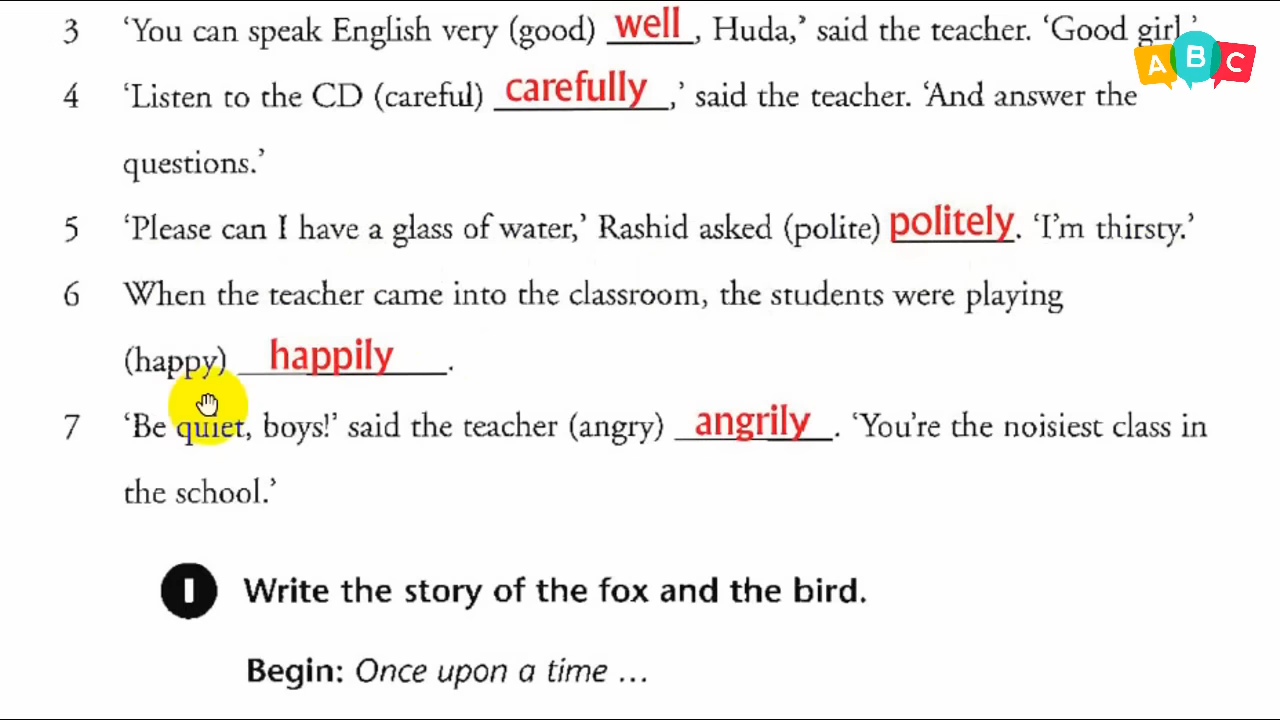 3 ‘You can speak English very (good) well, Huda,’ said the teacher. ‘Good girl.’
ABC
4 ‘Listen to the CD (careful) carefully,’ said the teacher. ‘And answer the
questions.’
5 ‘Please can I have a glass of water,’ Rashid asked (polite) politely. ‘I’m thirsty.’
6 When the teacher came into the classroom, the students were playing
(happy) happily.
7 ‘Be quiet, boys!’ said the teacher (angry) angrily. ‘You’re the noisiest class in
the school.’
I Write the story of the fox and the bird.
Begin: Once upon a time ...